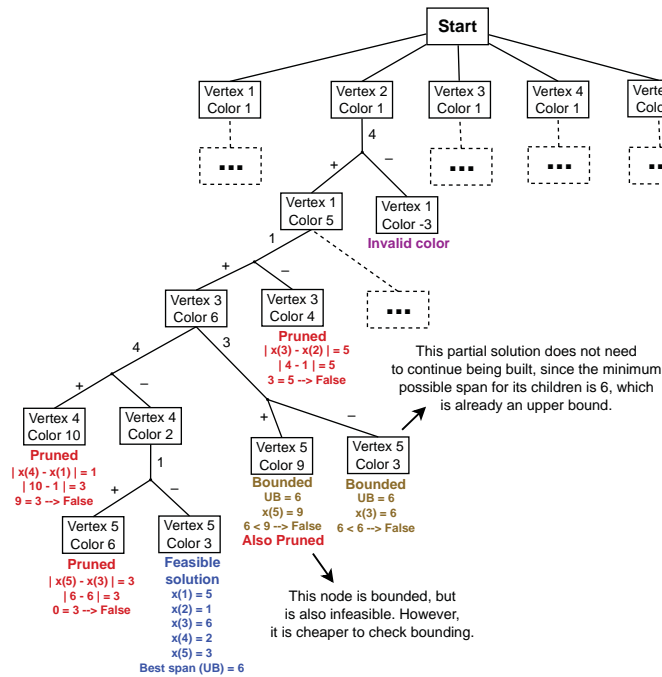 Start
Vertex 1
Color 1
Vertex 2
Color 1
Vertex 3
Color 1
Vertex 4
Color 1
4
+
–
Vertex 1
Color 5
Vertex 1
Color -3
Invalid color
1
+
–
Vertex 3
Color 6
Vertex 3
Color 4
Pruned
| x(3) - x(2) | = 5
| 4 - 1 | = 5
3 = 5 --> False
4
3
+
–
This partial solution does not need
to continue being built, since the minimum
possible span for its children is 6, which
is already an upper bound.
Vertex 4
Color 10
Pruned
| x(4) - x(1) | = 1
| 10 - 1 | = 3
9 = 3 --> False
Vertex 4
Color 2
+
–
Vertex 5
Color 9
Bounded
UB = 6
x(5) = 9
6 < 9 --> False
Also Pruned
Vertex 5
Color 3
Bounded
UB = 6
x(3) = 6
6 < 6 --> False
1
+
–
Vertex 5
Color 6
Pruned
| x(5) - x(3) | = 3
| 6 - 6 | = 3
0 = 3 --> False
Vertex 5
Color 3
Feasible
solution
x(1) = 5
x(2) = 1
x(3) = 6
x(4) = 2
x(5) = 3
Best span (UB) = 6
This node is bounded, but
is also infeasible. However,
it is cheaper to check bounding.